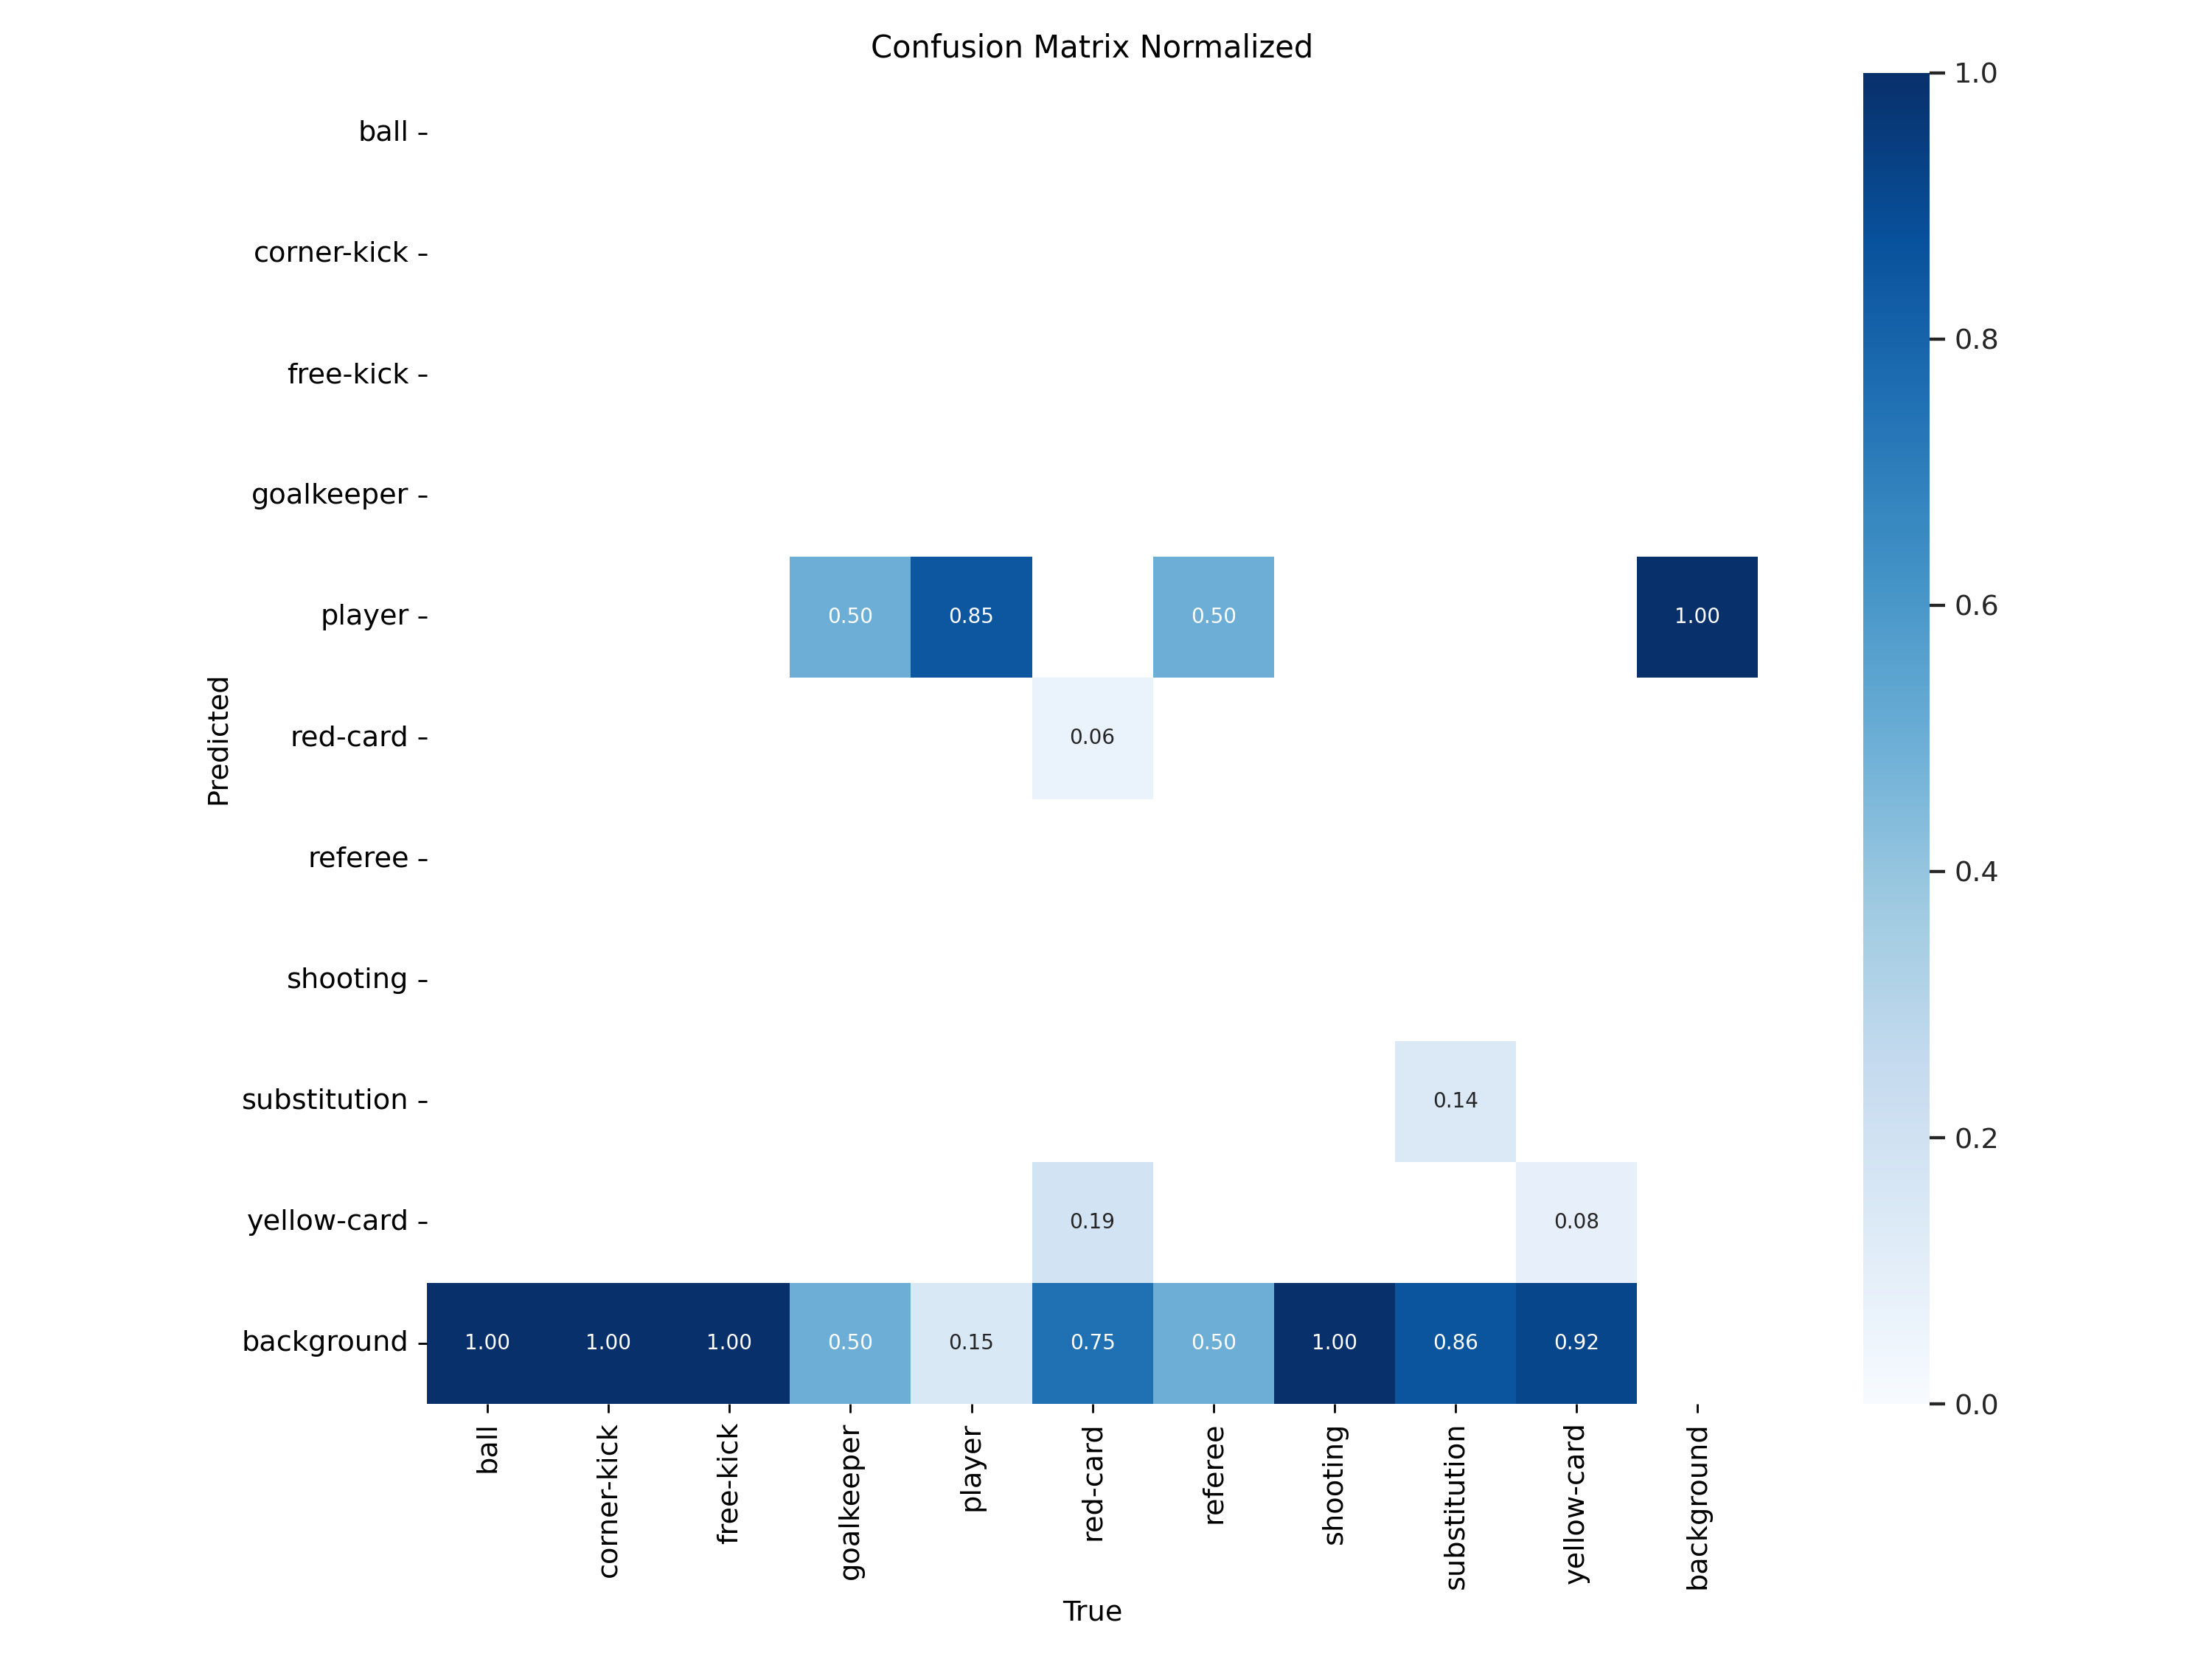 Confusion Matrix Normalized
ball
corner-kick
free-kick
goalkeeper
player 0.50 0.85 0.50 1.00
red-card 0.06
referee
shooting
substitution 0.14
yellow-card 0.19 0.08
background 1.00 1.00 1.00 0.50 0.15 0.75 0.50 1.00 0.86 0.92
Predicted
ball
corner-kick
free-kick
goalkeeper
player
red-card
referee
shooting
substitution
yellow-card
background
True
1.0
0.8
0.6
0.4
0.2
0.0